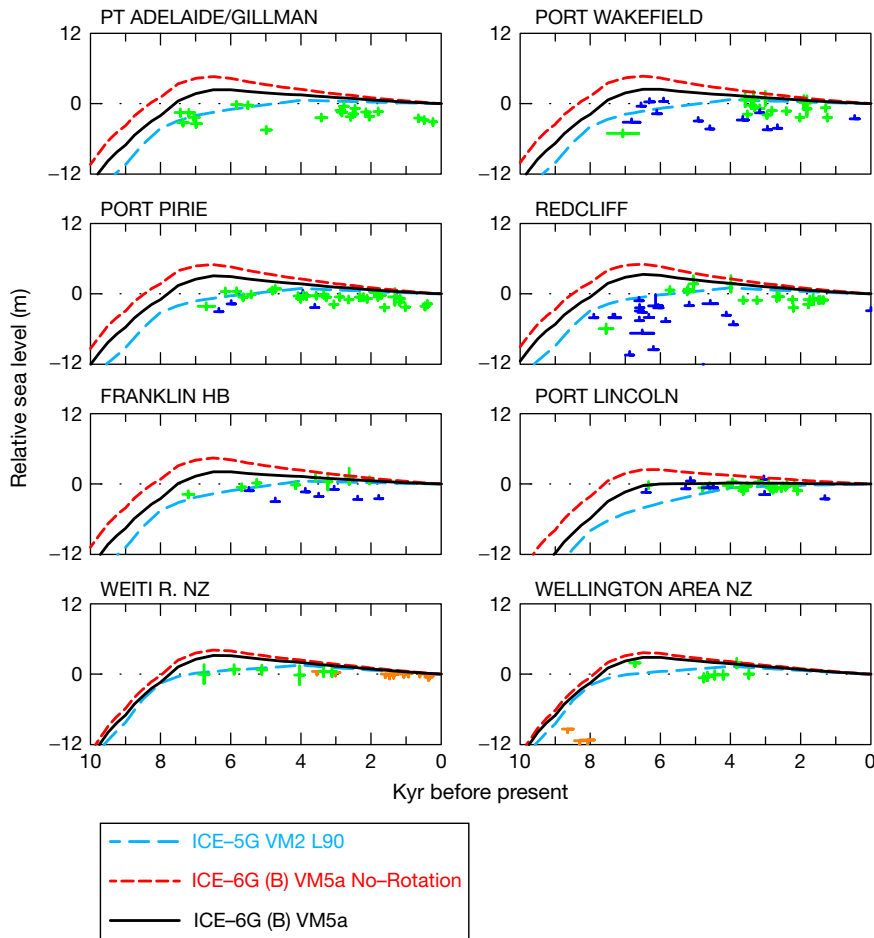 PT ADELAIDE/GILLMAN
PORT WAKEFIELD
12
0
−12
12
0
−12
PORT PIRIE
REDCLIFF
12
0
−12
12
0
−12
FRANKLIN HB
PORT LINCOLN
12
0
−12
12
0
−12
WEITI R. NZ
WELLINGTON AREA NZ
12
0
−12
12
0
−12
10 8 6 4 2 0
10 8 6 4 2 0
Relative sea level (m)
Kyr before present
ICE–5G VM2 L90
ICE–6G (B) VM5a No–Rotation
ICE–6G (B) VM5a